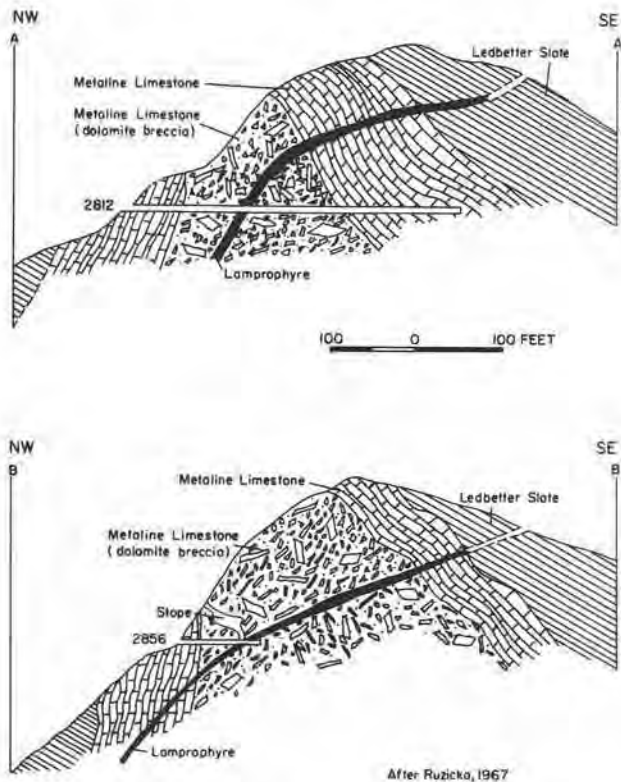 NW
SE
A
A
Ledbetter Slate
Metaline Limestone
Metaline Limestone
(dolomite breccia)
2812
Lamprophyre
100 0 100 FEET
NW
SE
B
B
Metaline Limestone
Ledbetter Slate
Metaline Limestone
(dolomite breccia)
Stope
2856
Lamprophyre
After Ruzicka, 1967